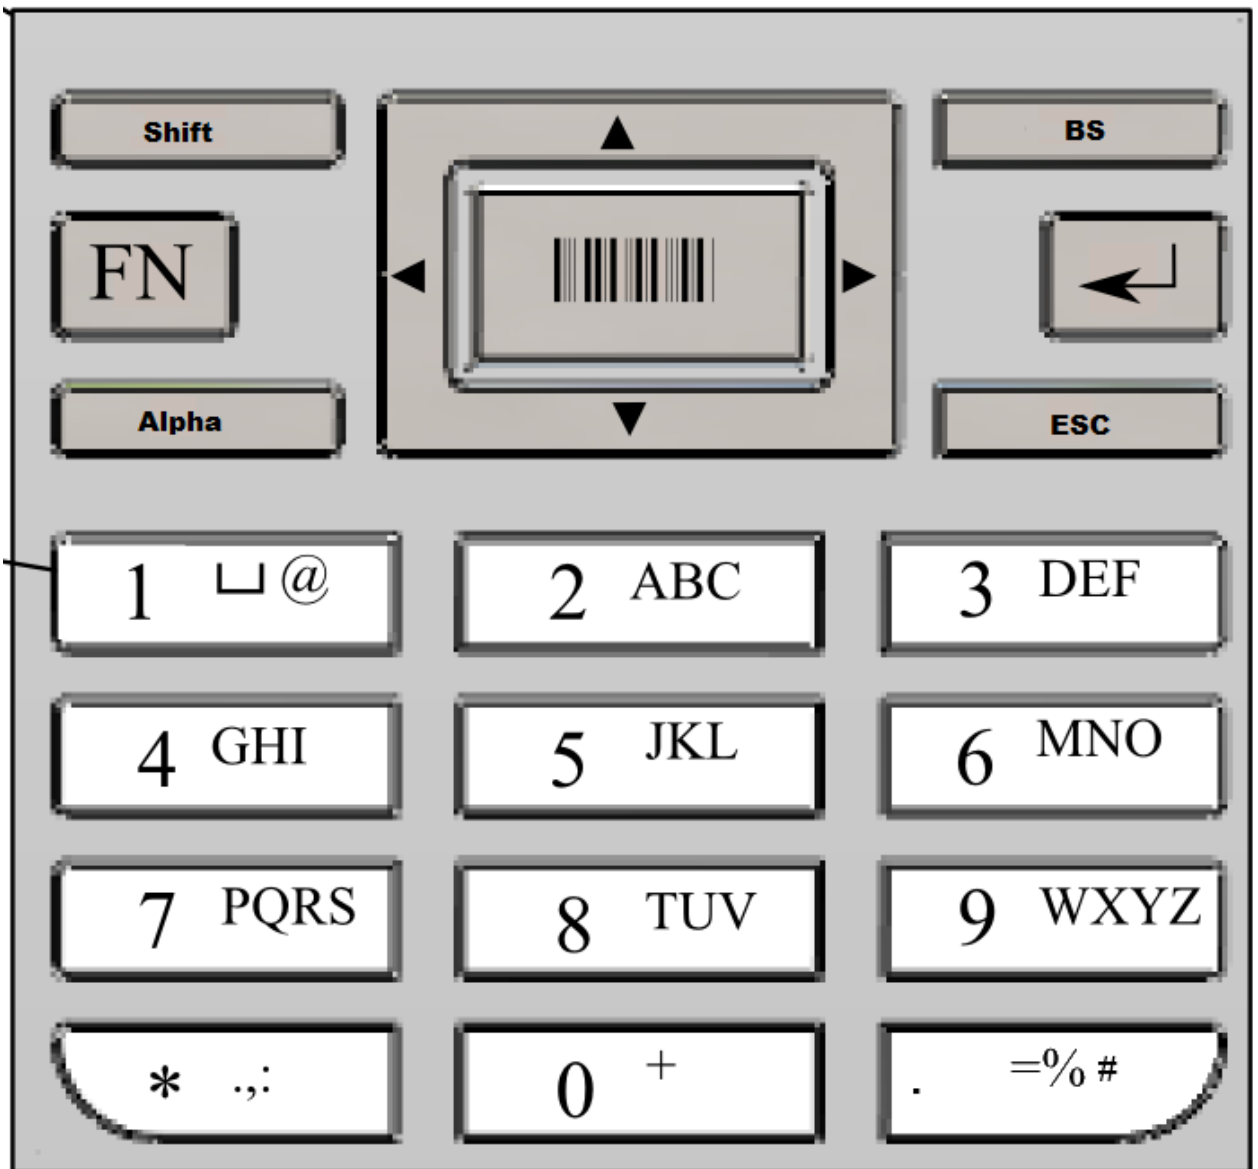 Shift
BS
FN
Alpha
ESC
1 ⌴ @
2 ABC
3 DEF
4 GHI
5 JKL
6 MNO
7 PQRS
8 TUV
9 WXYZ
* .,:
0 +
. =% #